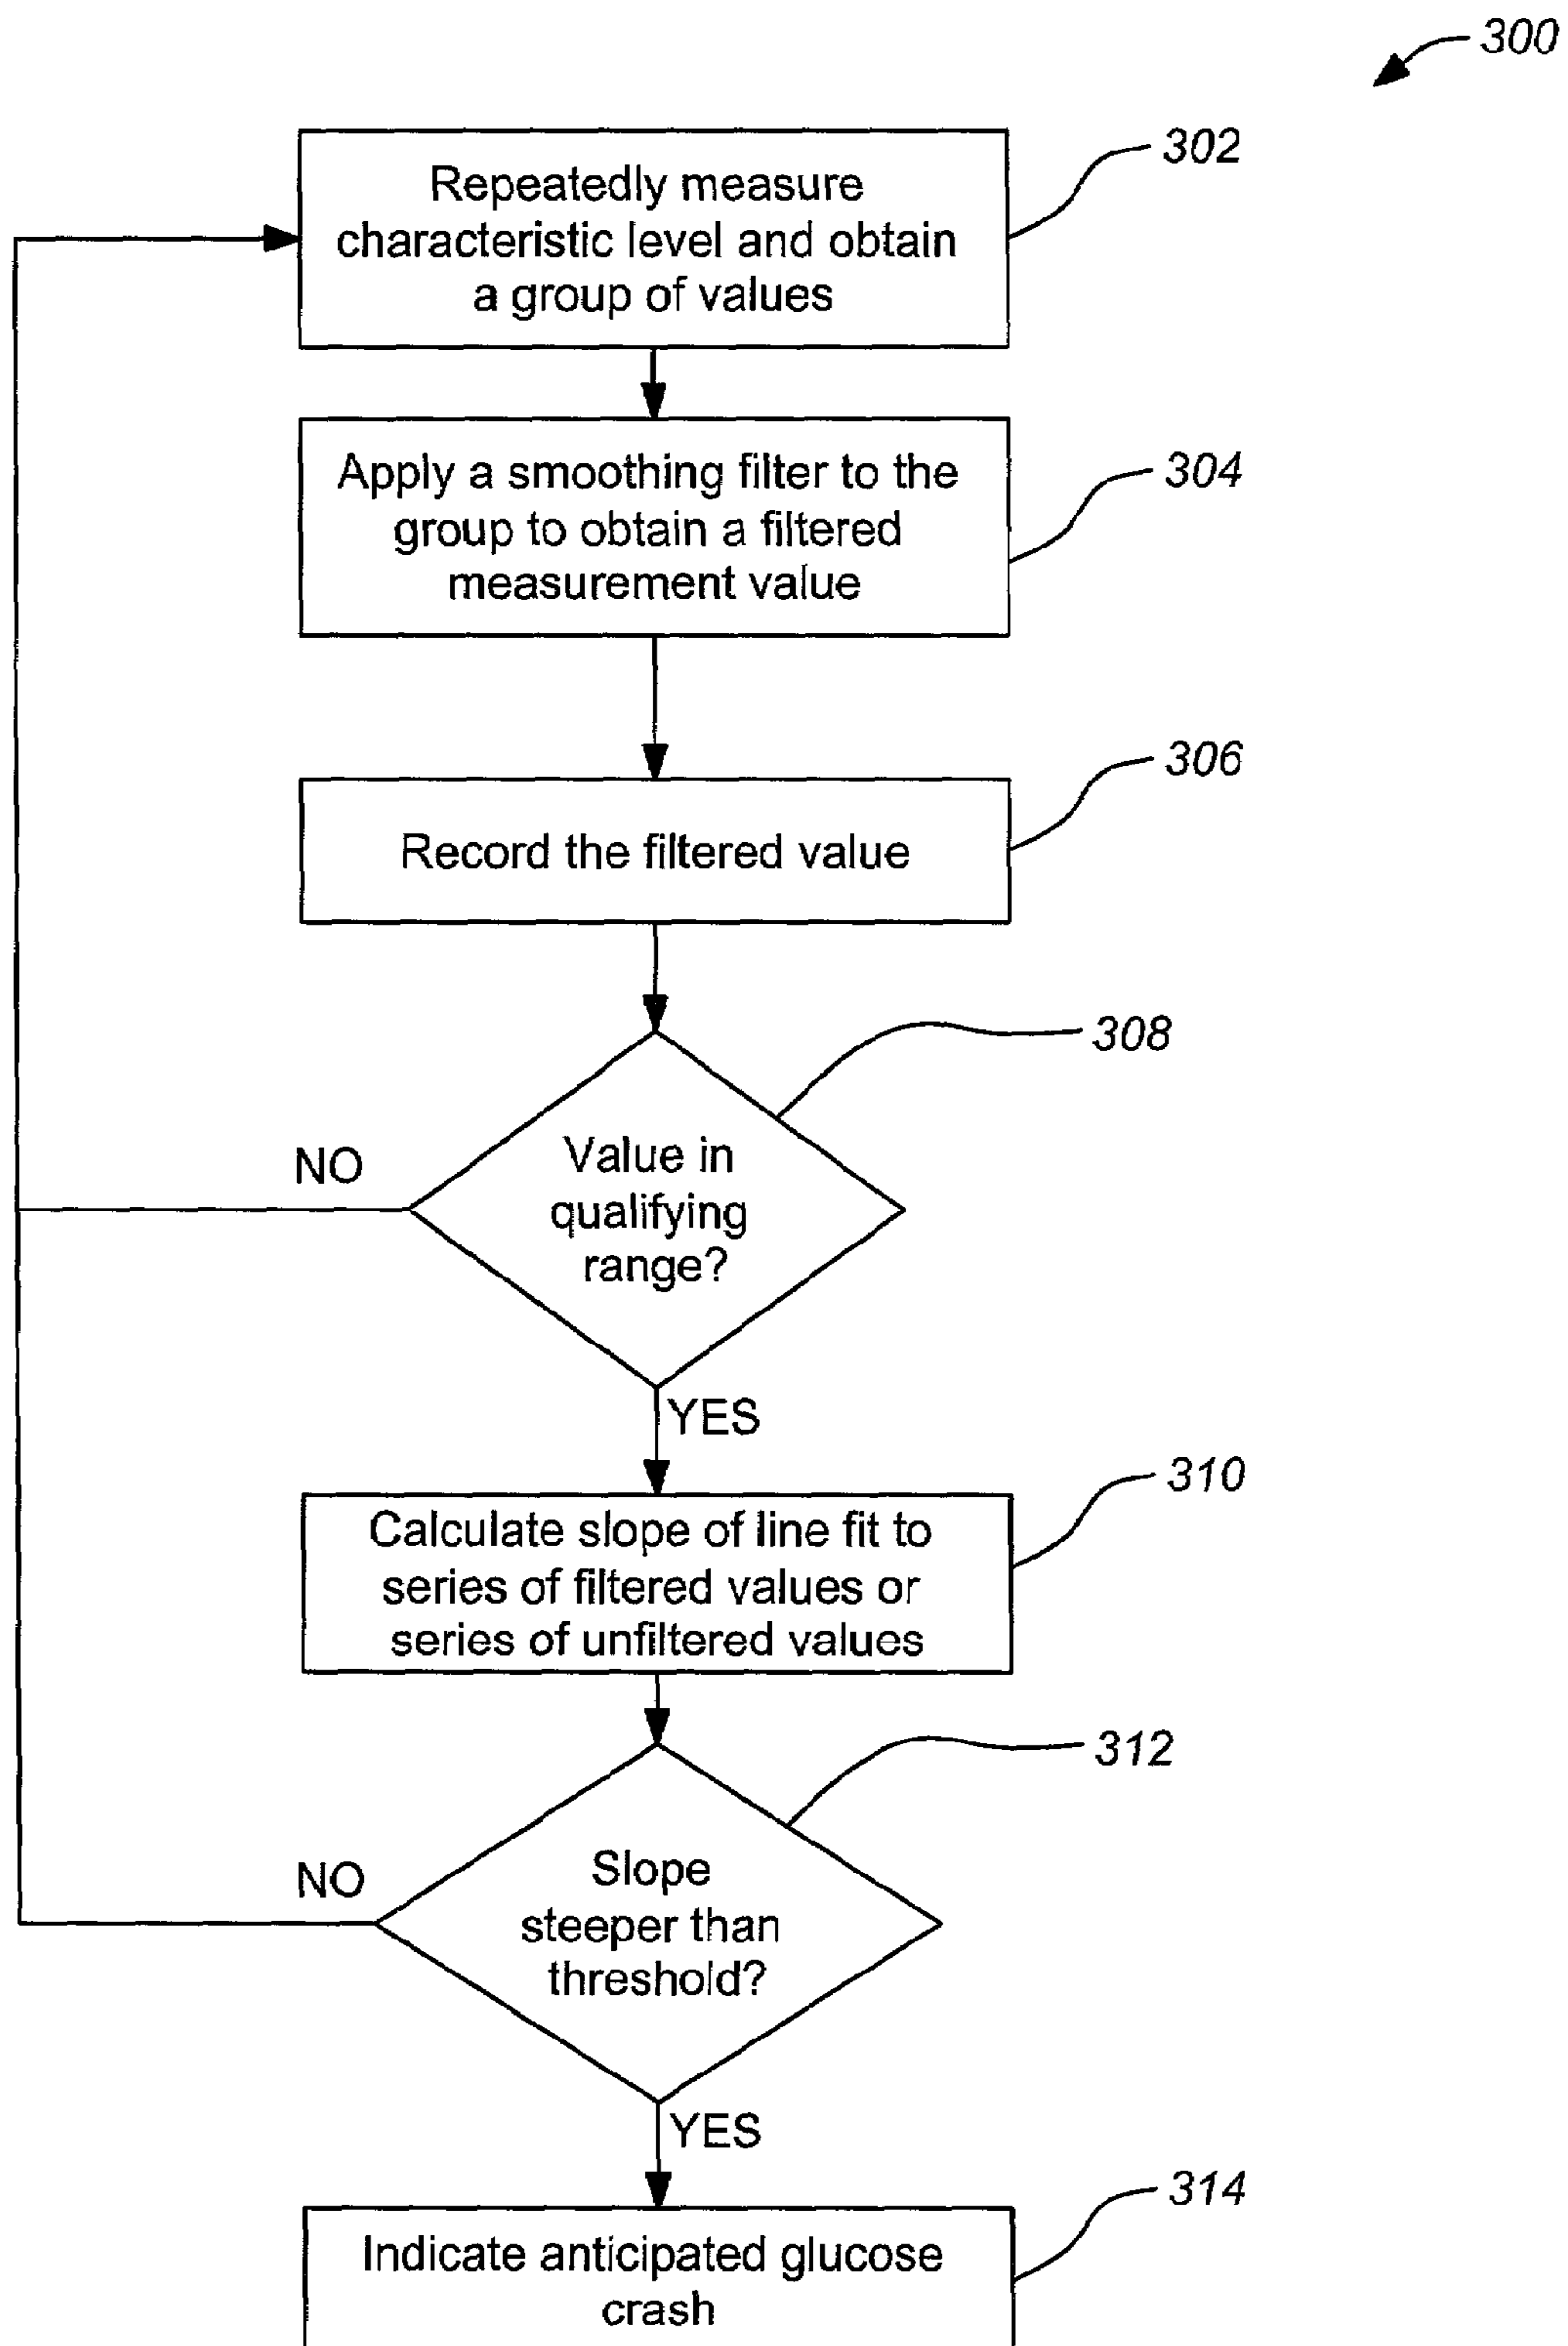 300
302
Repeatedly measure
characteristic level and obtain
a group of values
304
Apply a smoothing filter to the
group to obtain a filtered
measurement value
306
Record the filtered value
308
Value in
qualifying
range?
NO
YES
310
Calculate slope of line fit to
series of filtered values or
series of unfiltered values
312
Slope
steeper than
threshold?
NO
YES
314
Indicate anticipated glucose
crash